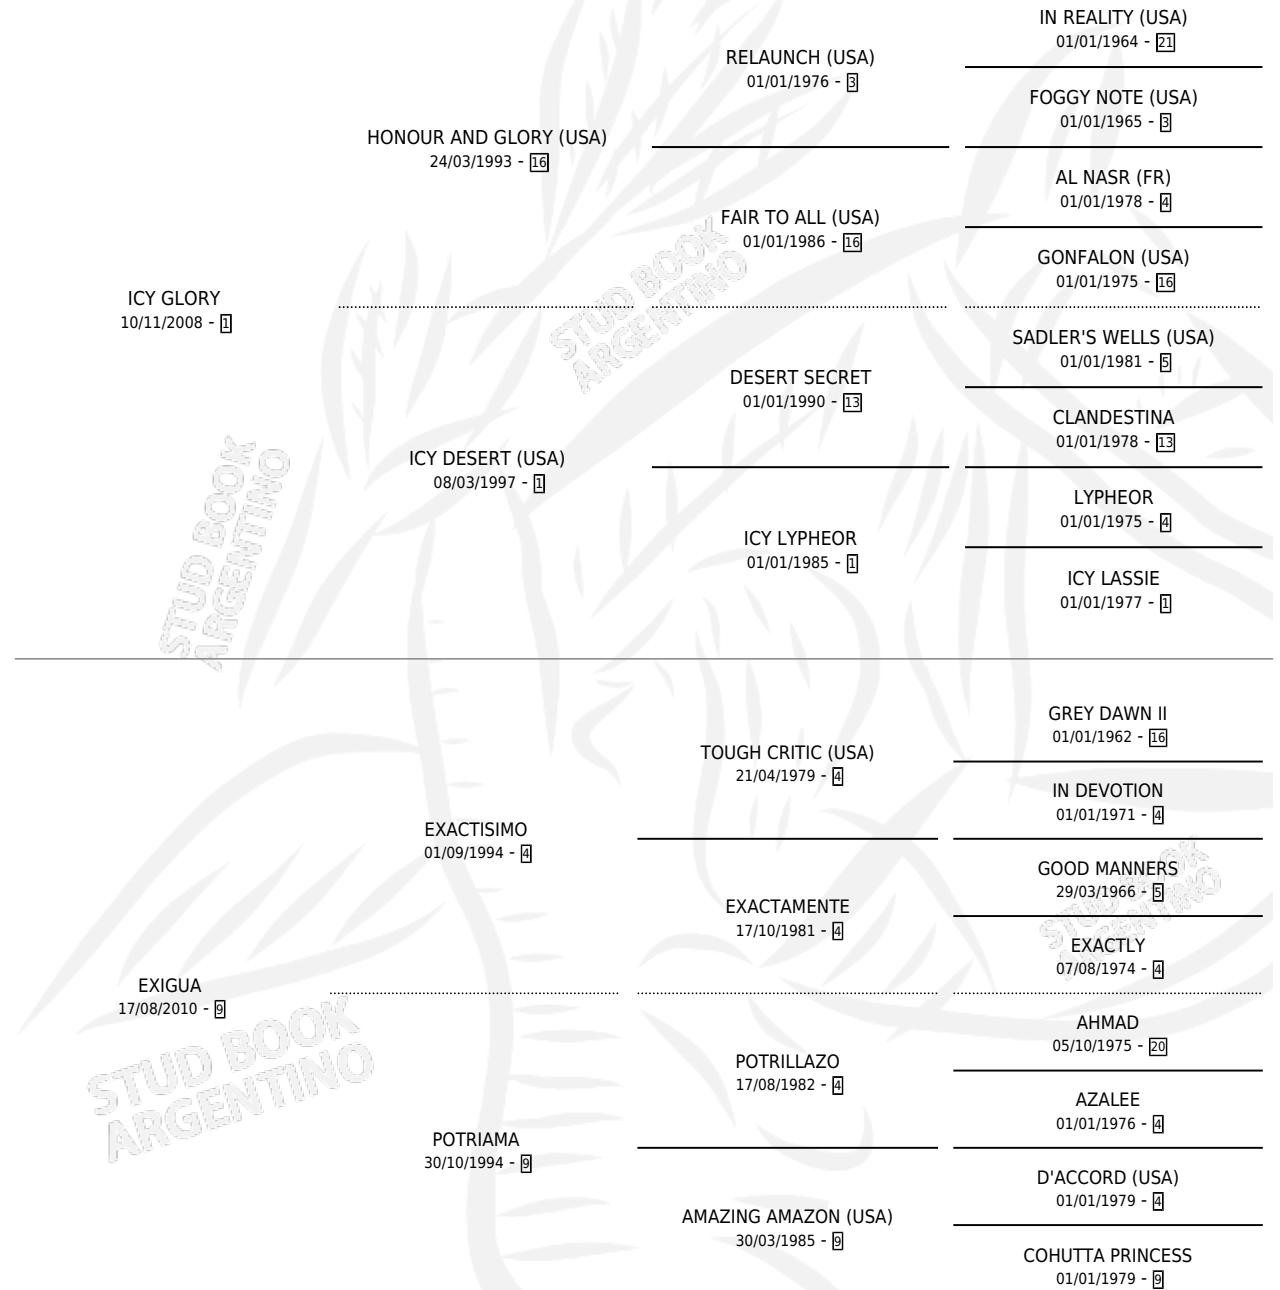 IN REALITY (USA)
01/01/1964 - 21
RELAUNCH (USA)
01/01/1976 - 3
FOGGY NOTE (USA)
01/01/1965 - 3
HONOUR AND GLORY (USA)
24/03/1993 - 16
AL NASR (FR)
01/01/1978 - 4
FAIR TO ALL (USA)
01/01/1986 - 16
GONFALON (USA)
01/01/1975 - 16
ICY GLORY
10/11/2008 - 1
STUD BOOK
ARGENTINO
SADLER'S WELLS (USA)
01/01/1981 - 5
DESERT SECRET
01/01/1990 - 13
CLANDESTINA
01/01/1978 - 13
ICY DESERT (USA)
08/03/1997 - 1
LYPHEOR
01/01/1975 - 4
ICY LYPHEOR
01/01/1985 - 1
ICY LASSIE
01/01/1977 - 1
STUD BOOK
ARGENTINO
GREY DAWN II
01/01/1962 - 16
TOUGH CRITIC (USA)
21/04/1979 - 4
IN DEVOTION
01/01/1971 - 4
EXACTISIMO
01/09/1994 - 4
GOOD MANNERS
29/03/1966 - 5
EXACTAMENTE
17/10/1981 - 4
EXACTLY
07/08/1974 - 4
STUD BOOK
ARGENTINO
EXIGUA
17/08/2010 - 9
AHMAD
05/10/1975 - 20
POTRILLAZO
17/08/1982 - 4
AZALEE
01/01/1976 - 4
STUD BOOK
ARGENTINO
POTRIAMA
30/10/1994 - 9
D'ACCORD (USA)
01/01/1979 - 4
AMAZING AMAZON (USA)
30/03/1985 - 9
COHUTTA PRINCESS
01/01/1979 - 9